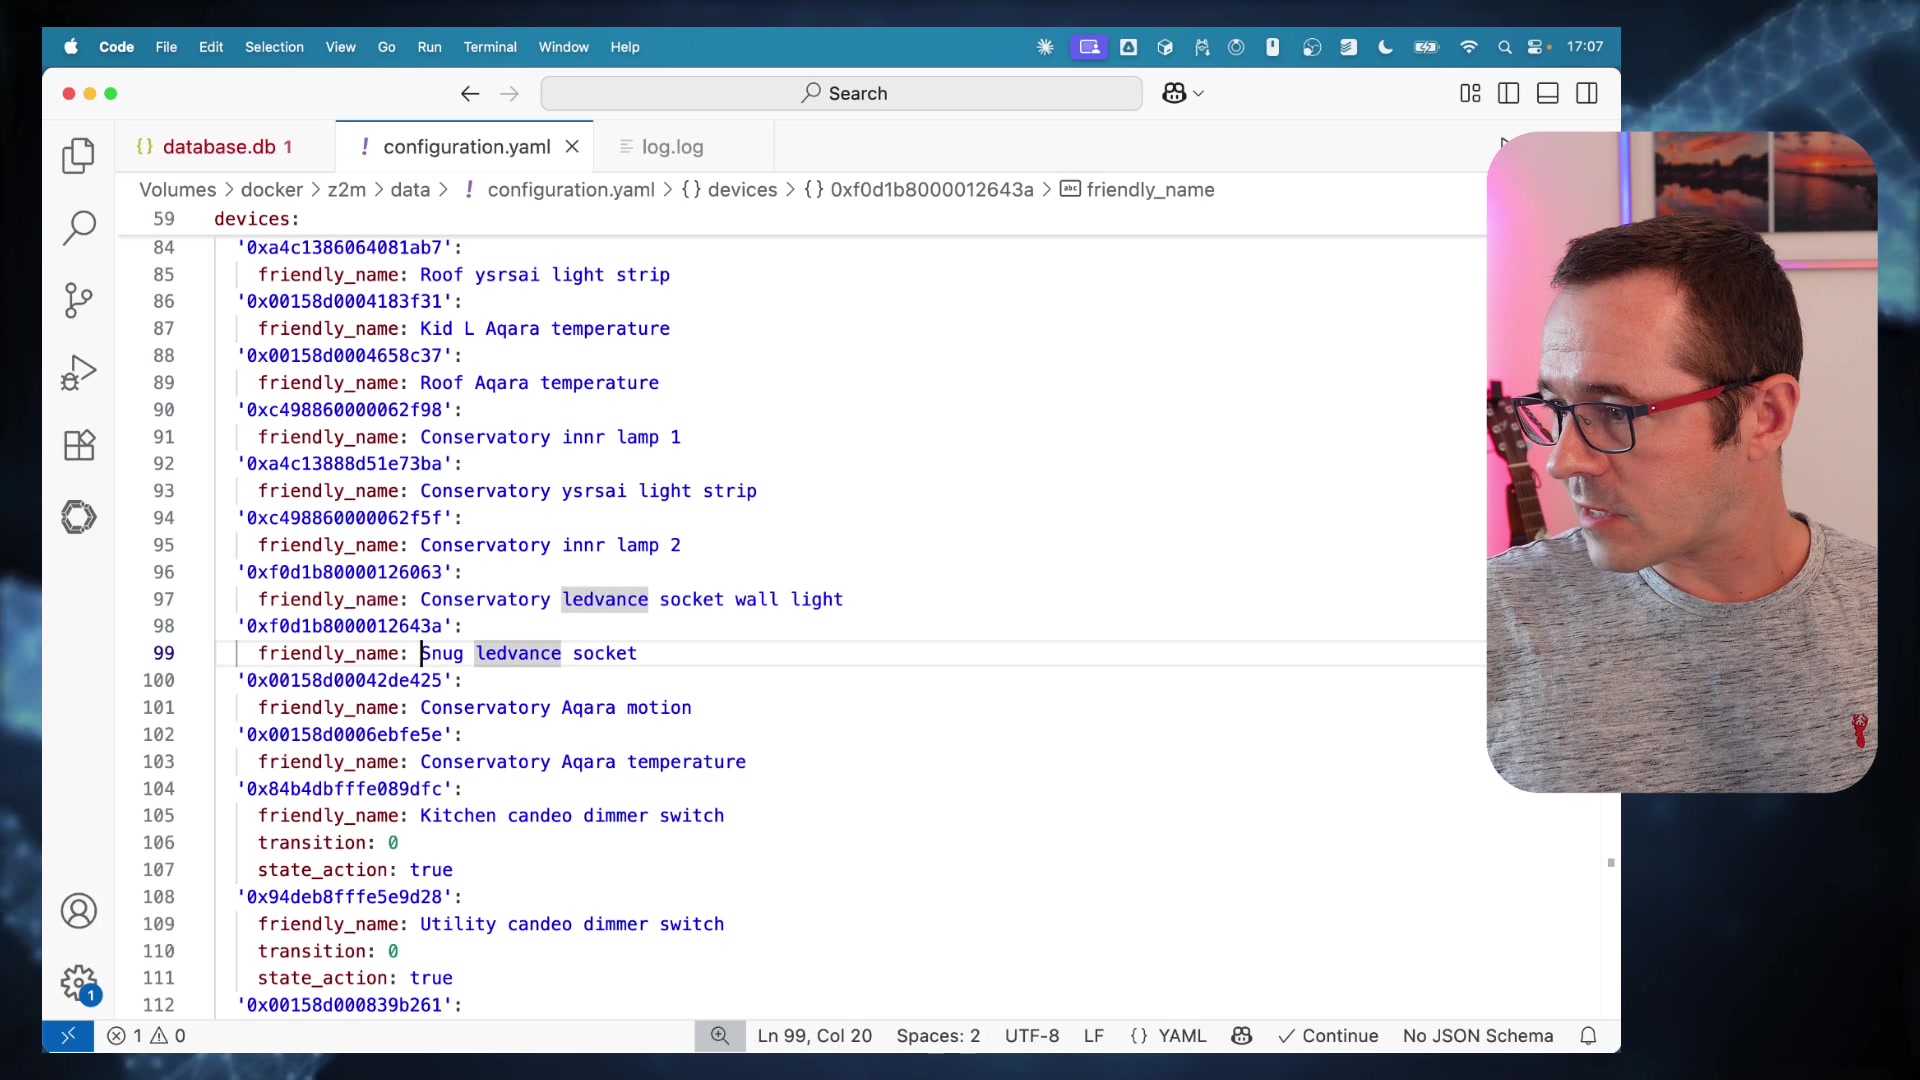 Code File Edit Selection View Go Run Terminal Window Help 17:07
Search
{} database.db 1 ! configuration.yaml log.log
Volumes > docker > z2m > data > ! configuration.yaml > {} devices > {} 0xf0d1b8000012643a > abc friendly_name
59 devices:
84 '0xa4c1386064081ab7':
85 friendly_name: Roof ysrsai light strip
86 '0x00158d0004183f31':
87 friendly_name: Kid L Aqara temperature
88 '0x00158d0004658c37':
89 friendly_name: Roof Aqara temperature
90 '0xc498860000062f98':
91 friendly_name: Conservatory innr lamp 1
92 '0xa4c13888d51e73ba':
93 friendly_name: Conservatory ysrsai light strip
94 '0xc498860000062f5f':
95 friendly_name: Conservatory innr lamp 2
96 '0xf0d1b80000126063':
97 friendly_name: Conservatory ledvance socket wall light
98 '0xf0d1b8000012643a':
99 friendly_name: Snug ledvance socket
100 '0x00158d00042de425':
101 friendly_name: Conservatory Aqara motion
102 '0x00158d0006ebfe5e':
103 friendly_name: Conservatory Aqara temperature
104 '0x84b4dbfffe089dfc':
105 friendly_name: Kitchen candeo dimmer switch
106 transition: 0
107 state_action: true
108 '0x94deb8fffe5e9d28':
109 friendly_name: Utility candeo dimmer switch
110 transition: 0
111 state_action: true
112 '0x00158d000839b261':
1
1 0 Ln 99, Col 20 Spaces: 2 UTF-8 LF {} YAML Continue No JSON Schema